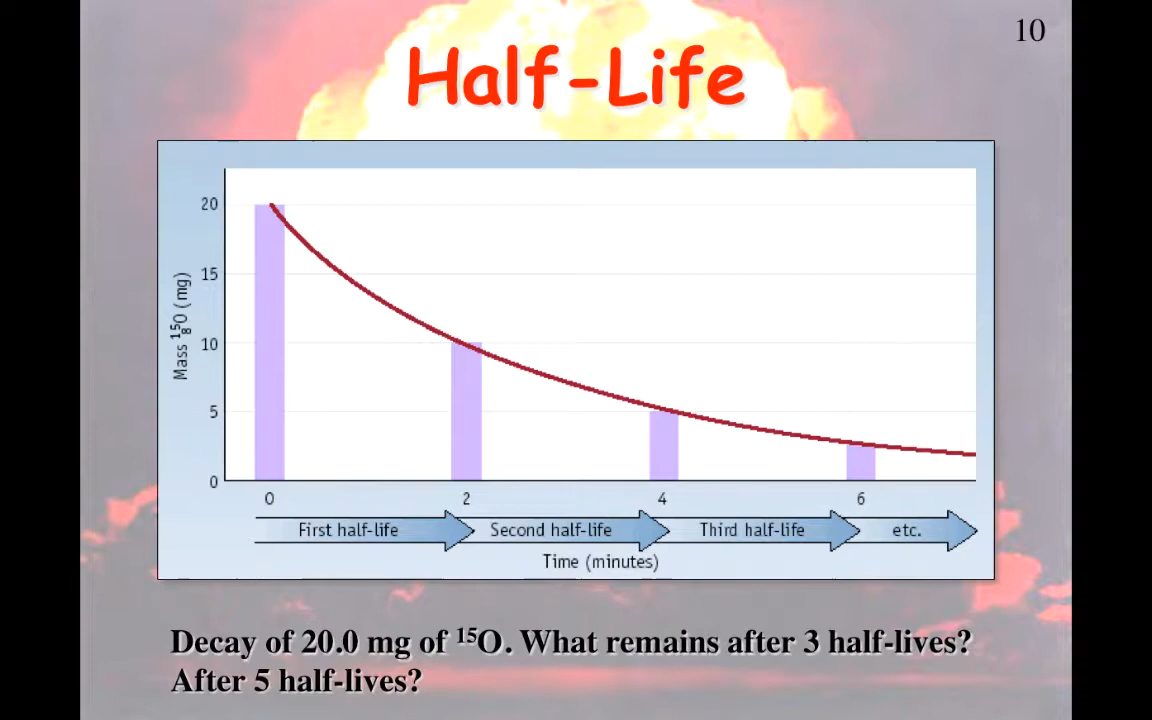 10
Half-Life
20
15
10
5
0
Mass ¹⁵₈O (mg)
0 2 4 6
First half-life Second half-life Third half-life etc.
Time (minutes)
Decay of 20.0 mg of ¹⁵O. What remains after 3 half-lives?
After 5 half-lives?